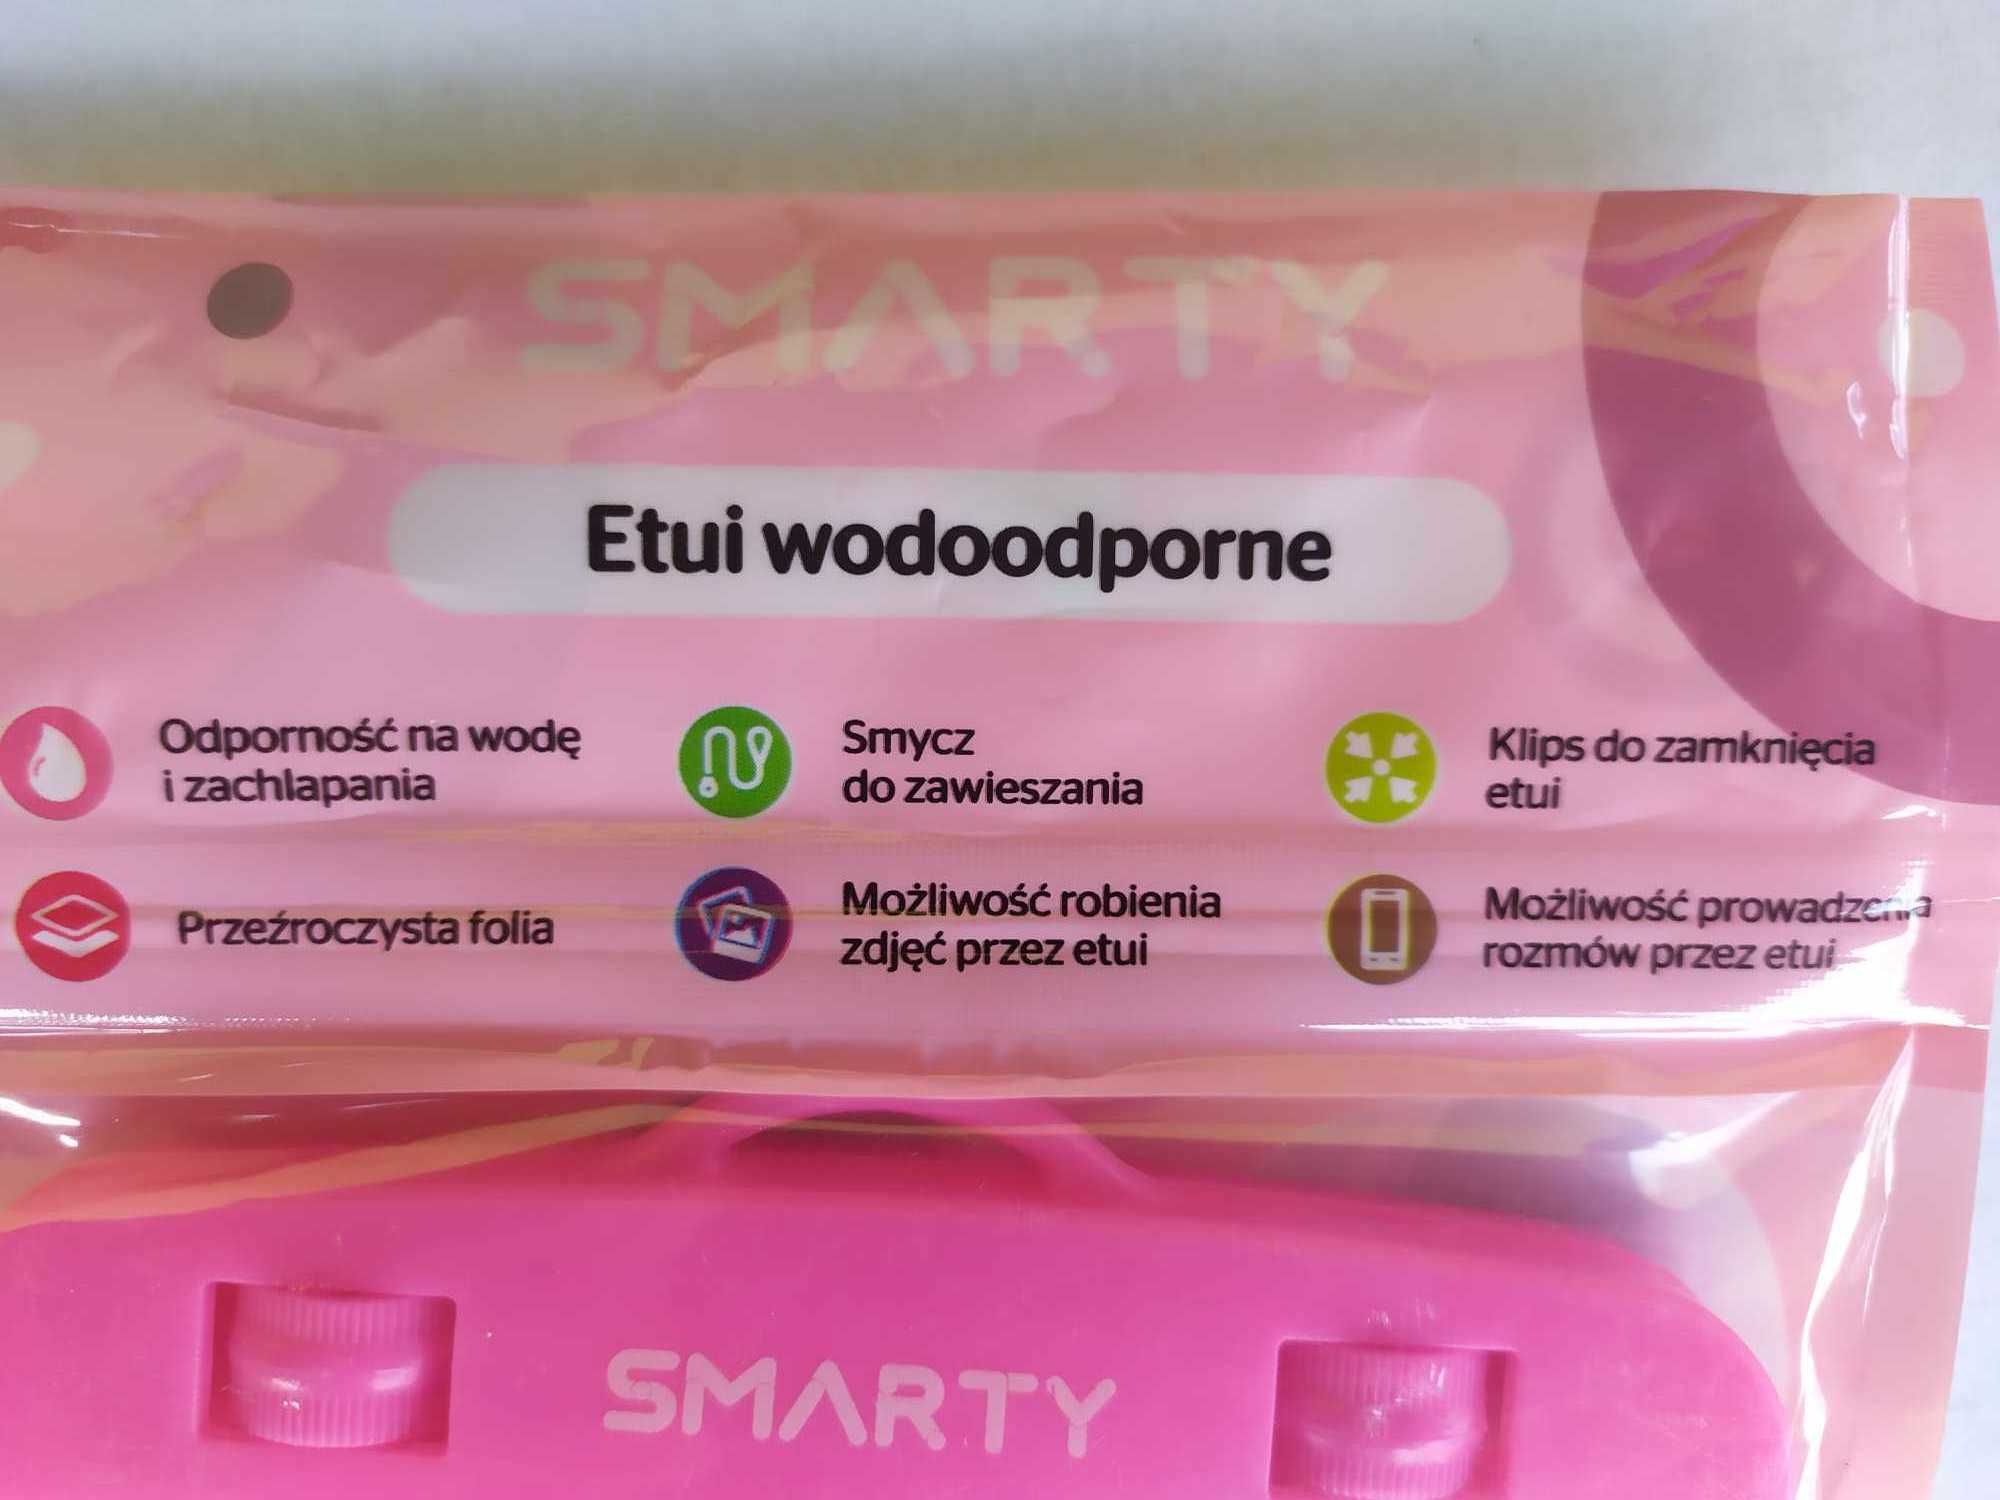 SMARTY
Etui wodoodporne
Odporność na wodę
i zachlapania
Smycz
do zawieszania
Klips do zamknięcia
etui
Przeźroczysta folia
Możliwość robienia
zdjęć przez etui
Możliwość prowadzenia
rozmów przez etui
SMARTY